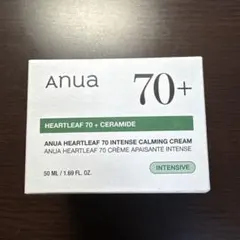 Anua
70+
HEARTLEAF 70 + CERAMIDE
ANUA HEARTLEAF 70 INTENSE CALMING CREAM
ANUA HEARTLEAF 70 CRÈME APAISANTE INTENSE
50 ML / 1.69 FL. OZ.
INTENSIVE